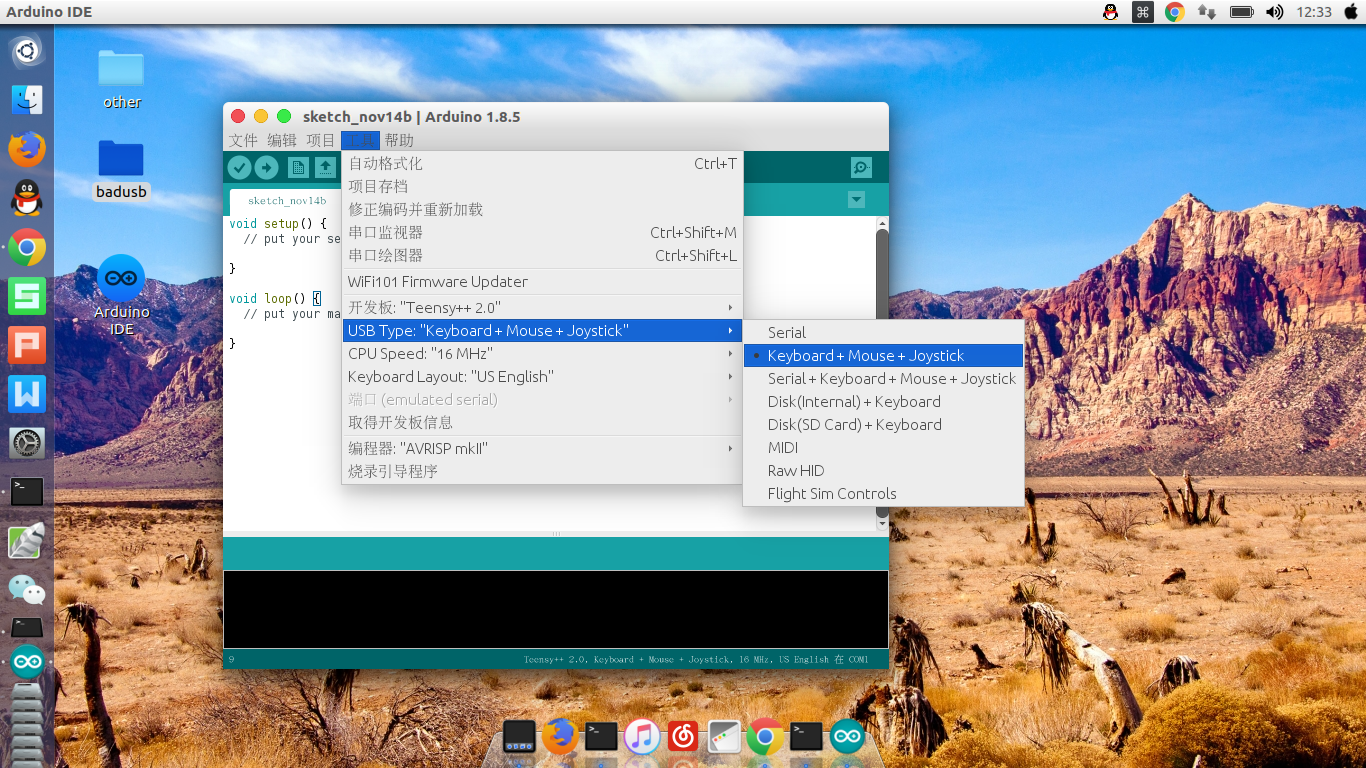 Arduino IDE
12:33
other
badusb
Arduino
IDE
sketch_nov14b | Arduino 1.8.5
文件 编辑 项目 工具 帮助
sketch_nov14b
void setup() {
// put your se
}
void loop() {
// put your ma
}
自动格式化 Ctrl+T
项目存档
修正编码并重新加载
串口监视器 Ctrl+Shift+M
串口绘图器 Ctrl+Shift+L
WiFi101 Firmware Updater
开发板: "Teensy++ 2.0"
USB Type: "Keyboard + Mouse + Joystick"
CPU Speed: "16 MHz"
Keyboard Layout: "US English"
端口 (emulated serial)
取得开发板信息
编程器: "AVRISP mkII"
烧录引导程序
Serial
Keyboard + Mouse + Joystick
Serial + Keyboard + Mouse + Joystick
Disk(Internal) + Keyboard
Disk(SD Card) + Keyboard
MIDI
Raw HID
Flight Sim Controls
9
Teensy++ 2.0, Keyboard + Mouse + Joystick, 16 MHz, US English 在 COM1